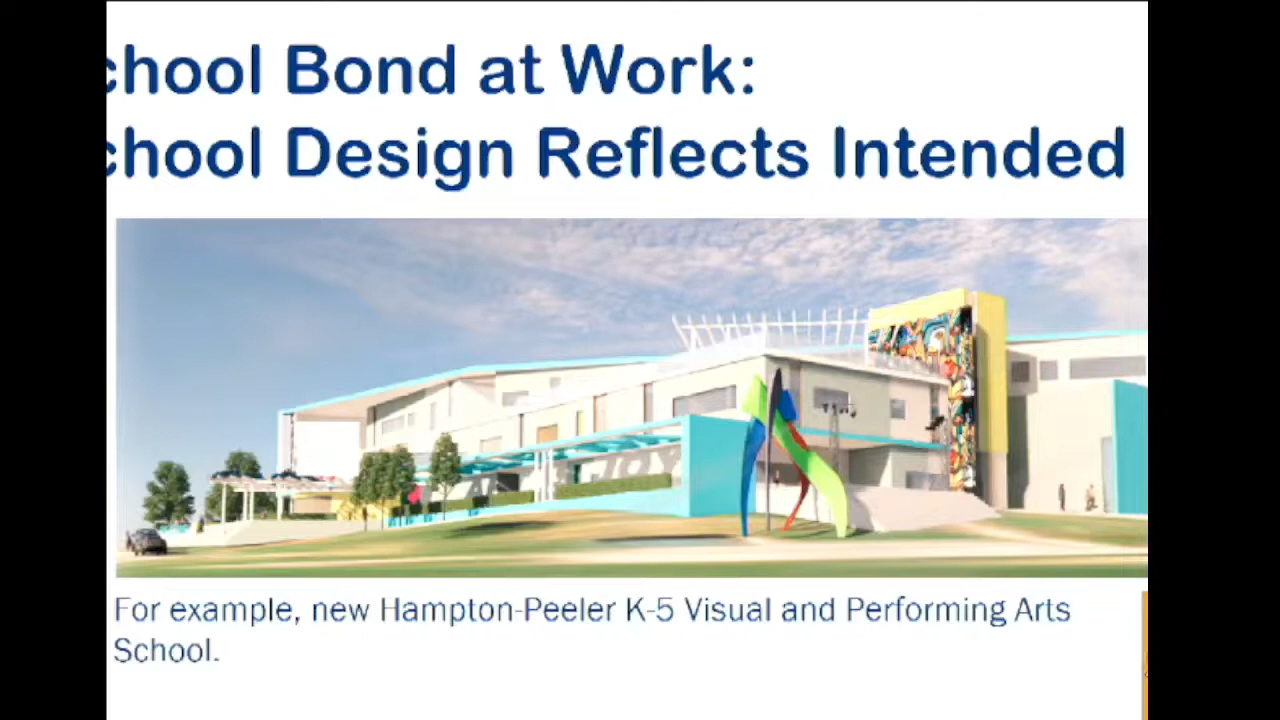 chool Bond at Work:
chool Design Reflects Intended
For example, new Hampton-Peeler K-5 Visual and Performing Arts
School.